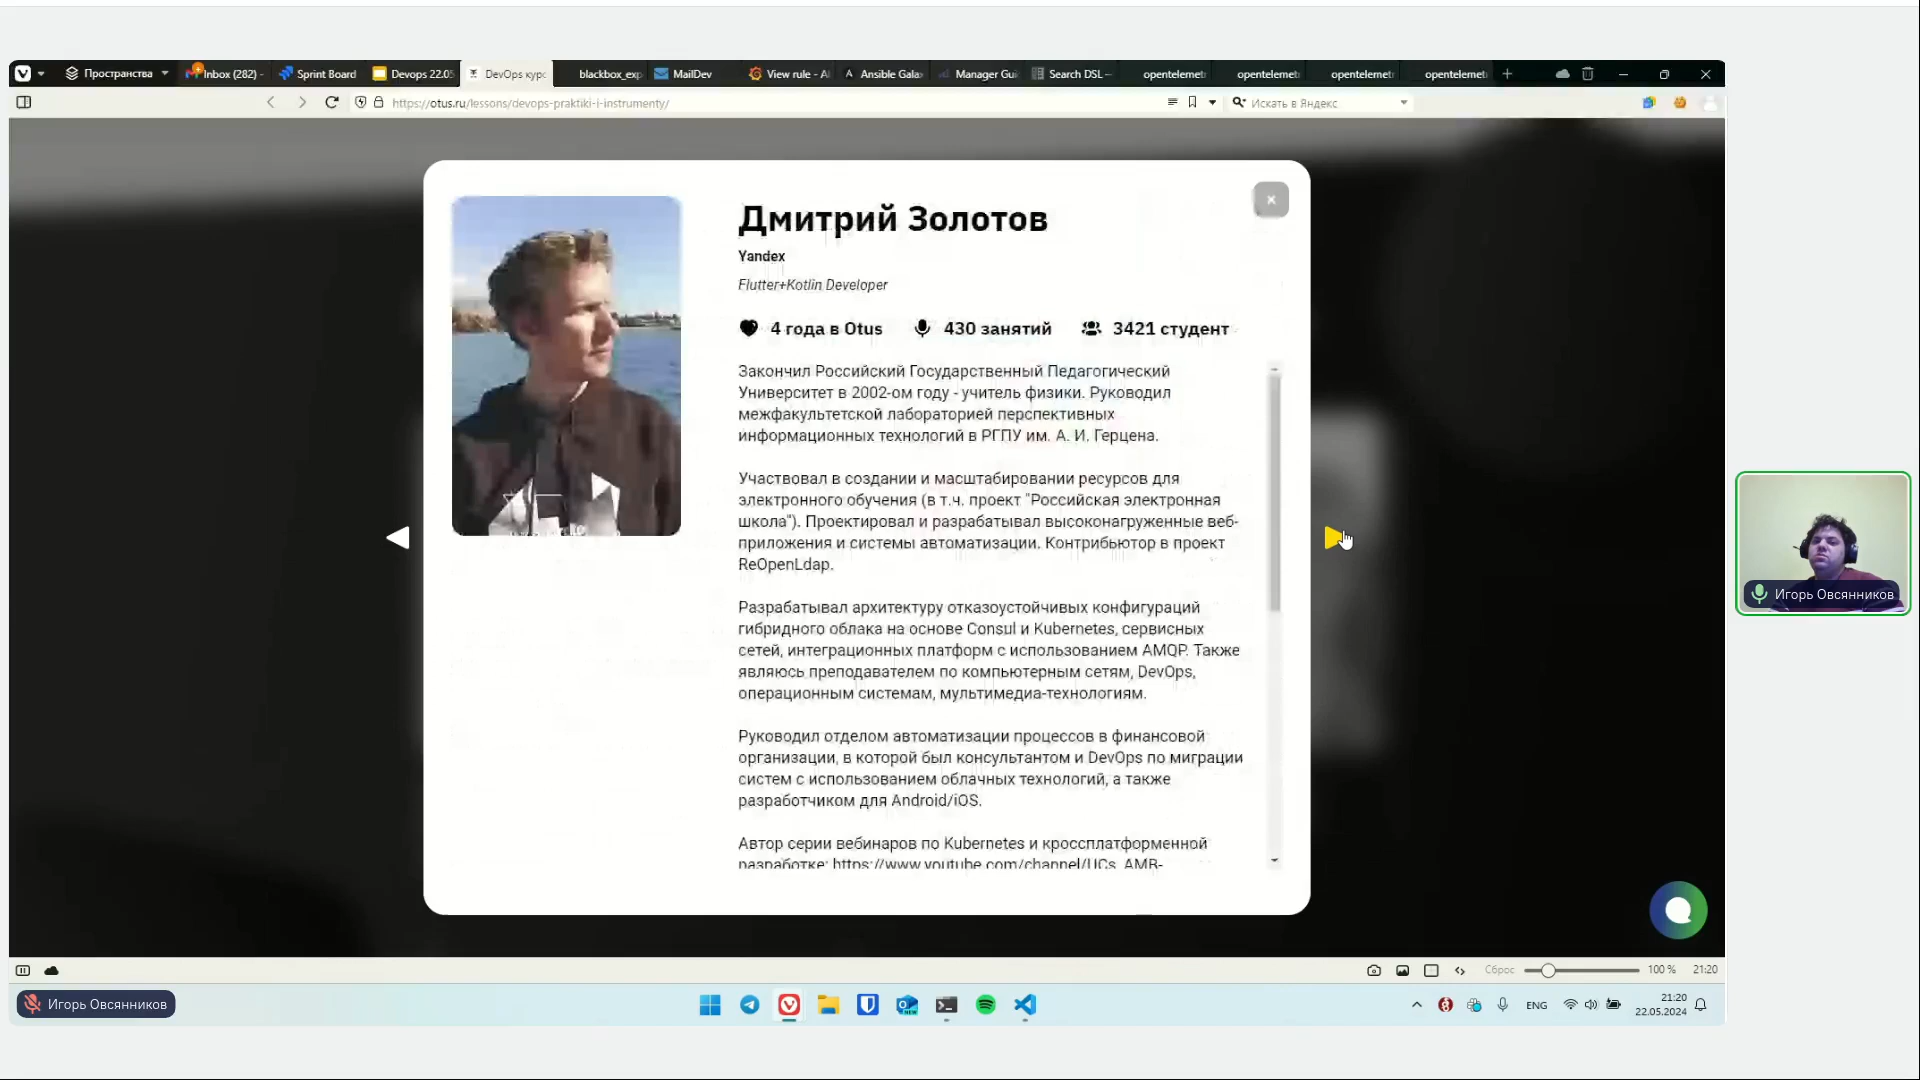 Пространства
Inbox (282) -
Sprint Board
Devops 22.05
DevOps курс
blackbox_exp
MailDev
View rule - Al
Ansible Gala
Manager Gui
Search DSL –
opentelemet
opentelemet
opentelemet
opentelemet
https://otus.ru/lessons/devops-praktiki-i-instrumenty/
Искать в Яндекс
Дмитрий Золотов
Yandex
Flutter+Kotlin Developer
4 года в Otus
430 занятий
3421 студент
Закончил Российский Государственный Педагогический
Университет в 2002-ом году - учитель физики. Руководил
межфакультетской лабораторией перспективных
информационных технологий в РГПУ им. А. И. Герцена.
Участвовал в создании и масштабировании ресурсов для
электронного обучения (в т.ч. проект "Российская электронная
школа"). Проектировал и разрабатывал высоконагруженные веб-
приложения и системы автоматизации. Контрибьютор в проект
ReOpenLdap.
Разрабатывал архитектуру отказоустойчивых конфигураций
гибридного облака на основе Consul и Kubernetes, сервисных
сетей, интеграционных платформ с использованием AMQP. Также
являюсь преподавателем по компьютерным сетям, DevOps,
операционным системам, мультимедиа-технологиям.
Руководил отделом автоматизации процессов в финансовой
организации, в которой был консультантом и DevOps по миграции
систем с использованием облачных технологий, а также
разработчиком для Android/iOS.
Автор серии вебинаров по Kubernetes и кроссплатформенной
разработке: https://www.youtube.com/channel/UCs_AMB-
Игорь Овсянников
Сброс
100 %
21:20
Игорь Овсянников
ENG
21:20
22.05.2024